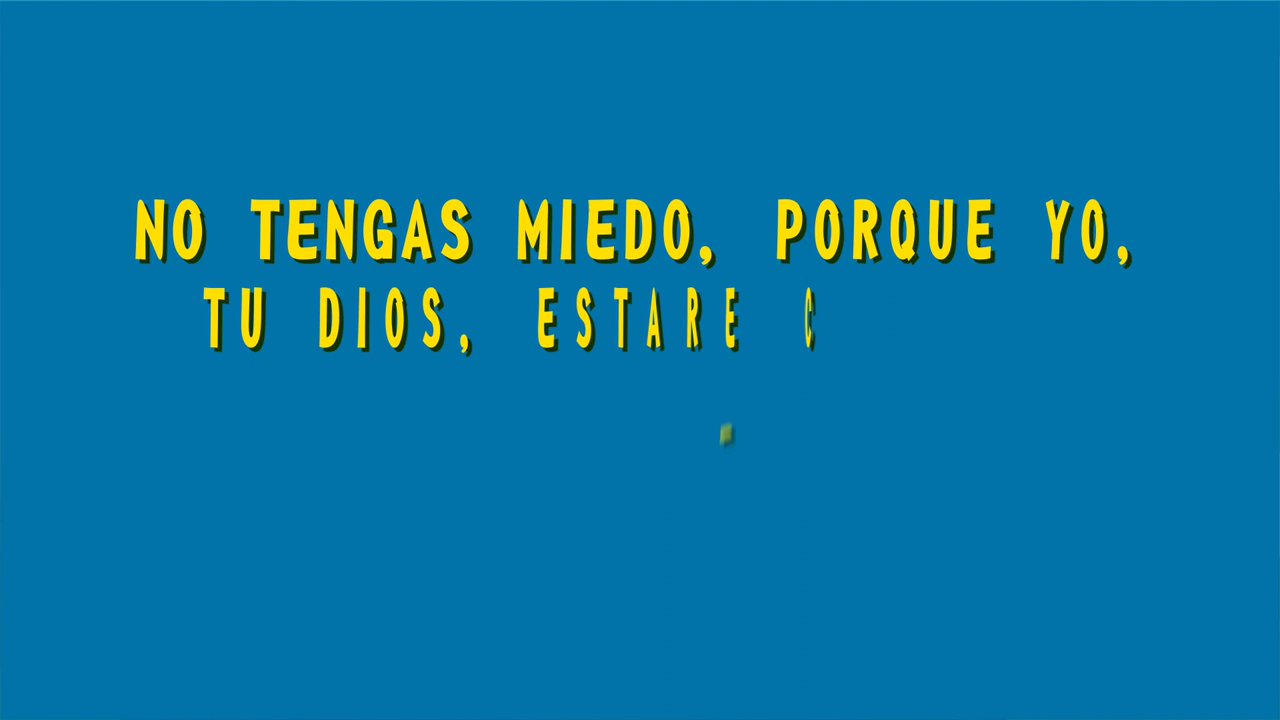 NO TENGAS MIEDO, PORQUE YO,
TU DIOS, ESTARE C